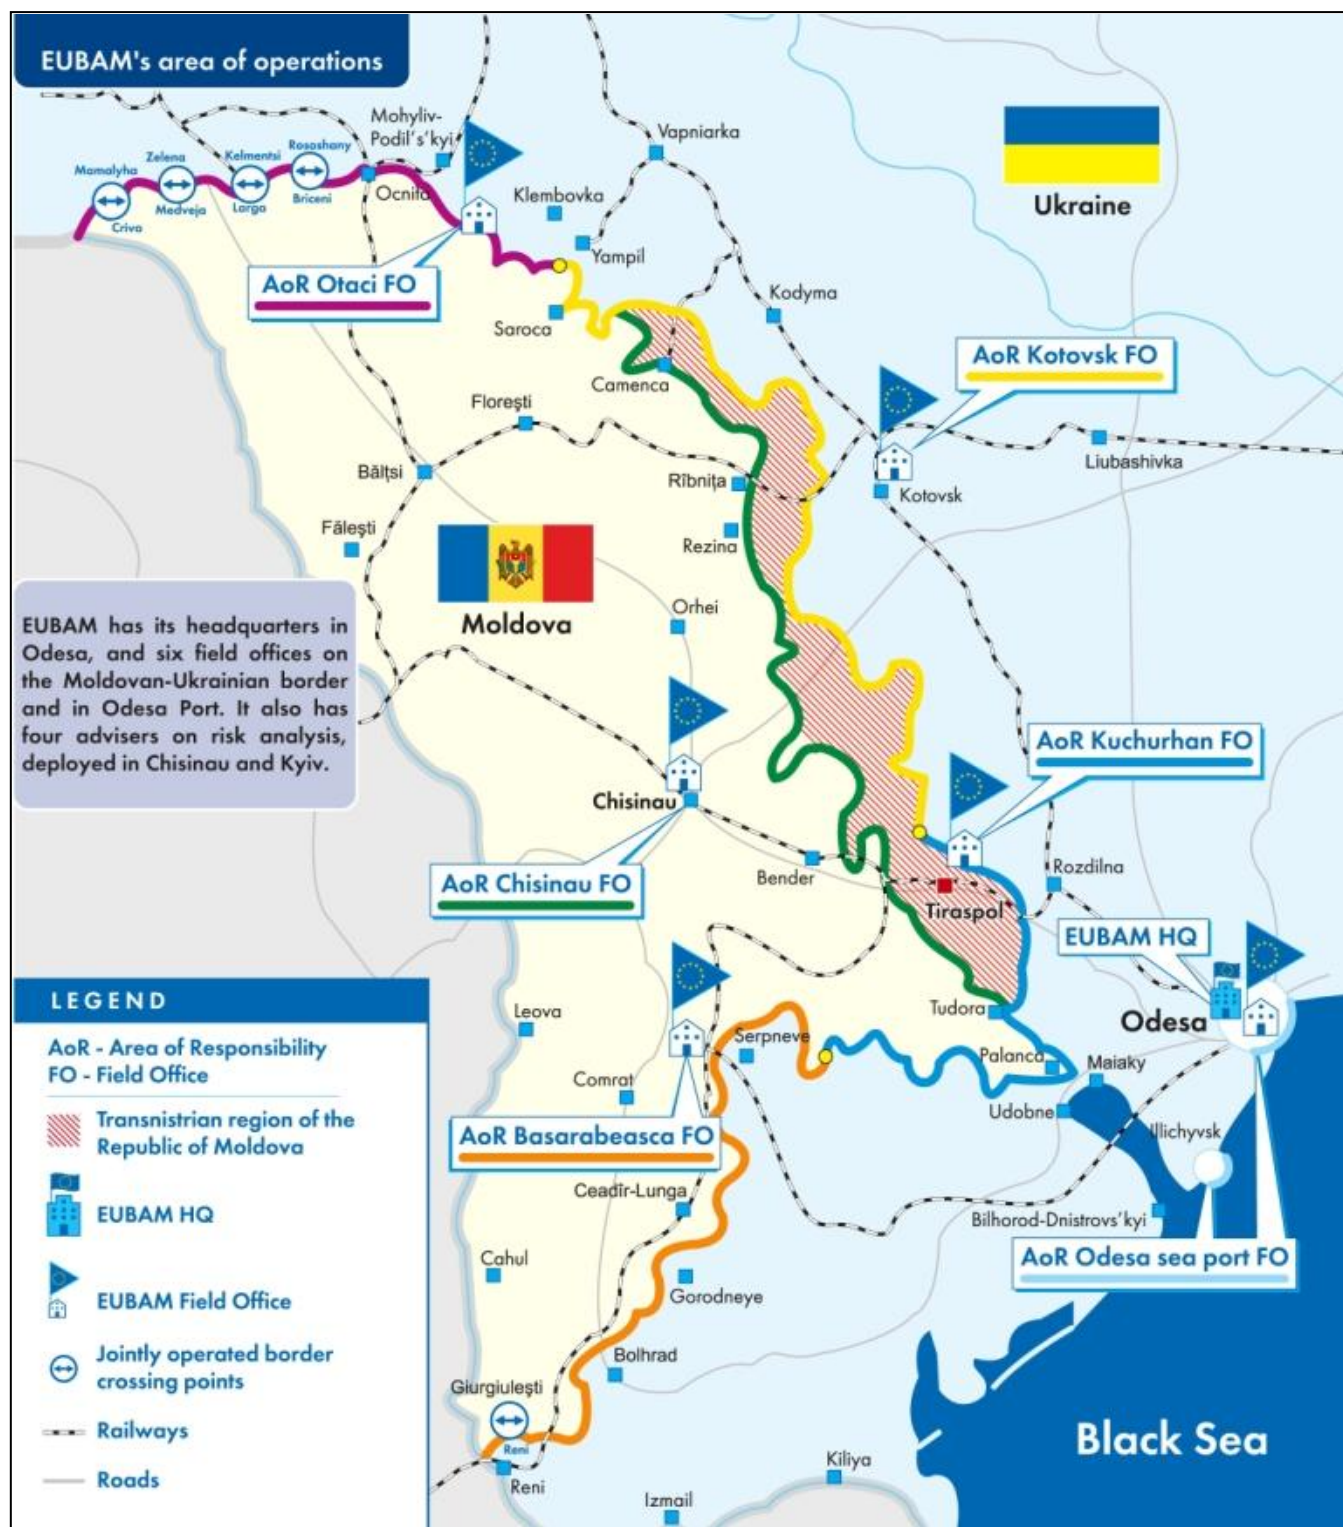 EUBAM's area of operations
Mohyliv-
Podil's'kyi
Vapniarka
Ukraine
Mamalyha
Zelena
Kelmentsi
Rososhany
Criva
Medveja
Larga
Briceni
Ocnita
Klembovka
Yampil
AoR Otaci FO
Saroca
Kodyma
AoR Kotovsk FO
Camenca
Floreşti
Liubashivka
Bălţsi
Rîbniţa
Kotovsk
Făleşti
Rezina
Moldova
Orhei
EUBAM has its headquarters in
Odesa, and six field offices on
the Moldovan-Ukrainian border
and in Odesa Port. It also has
four advisers on risk analysis,
deployed in Chisinau and Kyiv.
AoR Kuchurhan FO
Chisinau
AoR Chisinau FO
Bender
Rozdilna
Tiraspol
EUBAM HQ
Odesa
Leova
Serpneve
Tudora
Palanca
Maiaky
Comrat
Udobne
Illichyvsk
AoR Basarabeasca FO
Ceadîr-Lunga
Bilhorod-Dnistrovs'kyi
Cahul
AoR Odesa sea port FO
Gorodneye
Bolhrad
Giurgiuleşti
Reni
Reni
Black Sea
Kiliya
Izmail
LEGEND
AoR - Area of Responsibility
FO - Field Office
Transnistrian region of the
Republic of Moldova
EUBAM HQ
EUBAM Field Office
Jointly operated border
crossing points
Railways
Roads